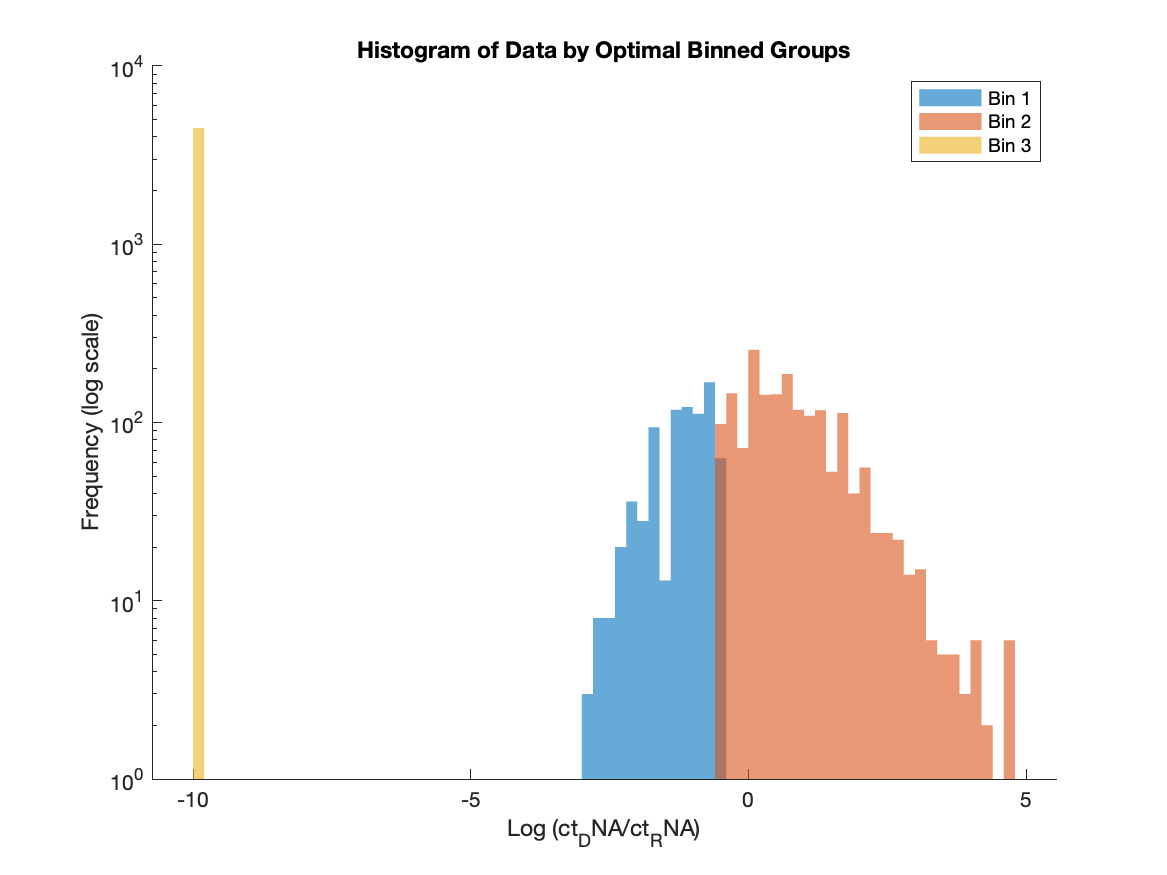 Histogram of Data by Optimal Binned Groups
Bin 1
Bin 2
Bin 3
Frequency (log scale)
10^4
10^3
10^2
10^1
10^0
-10
-5
0
5
Log (ct_DNA/ct_RNA)